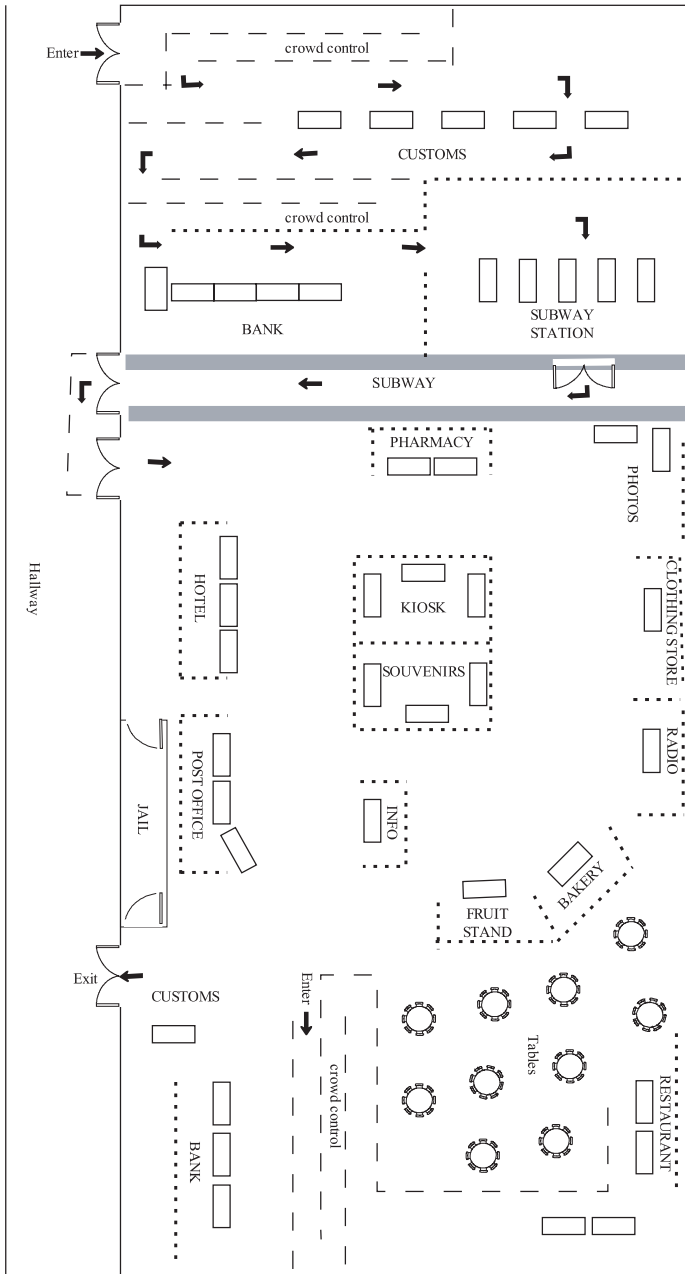 Enter
crowd control
CUSTOMS
crowd control
BANK
SUBWAY
STATION
SUBWAY
PHARMACY
PHOTOS
Hallway
HOTEL
KIOSK
CLOTHING STORE
SOUVENIRS
POST OFFICE
RADIO
JAIL
INFO
BAKERY
FRUIT
STAND
Exit
CUSTOMS
Enter
Tables
crowd control
RESTAURANT
BANK